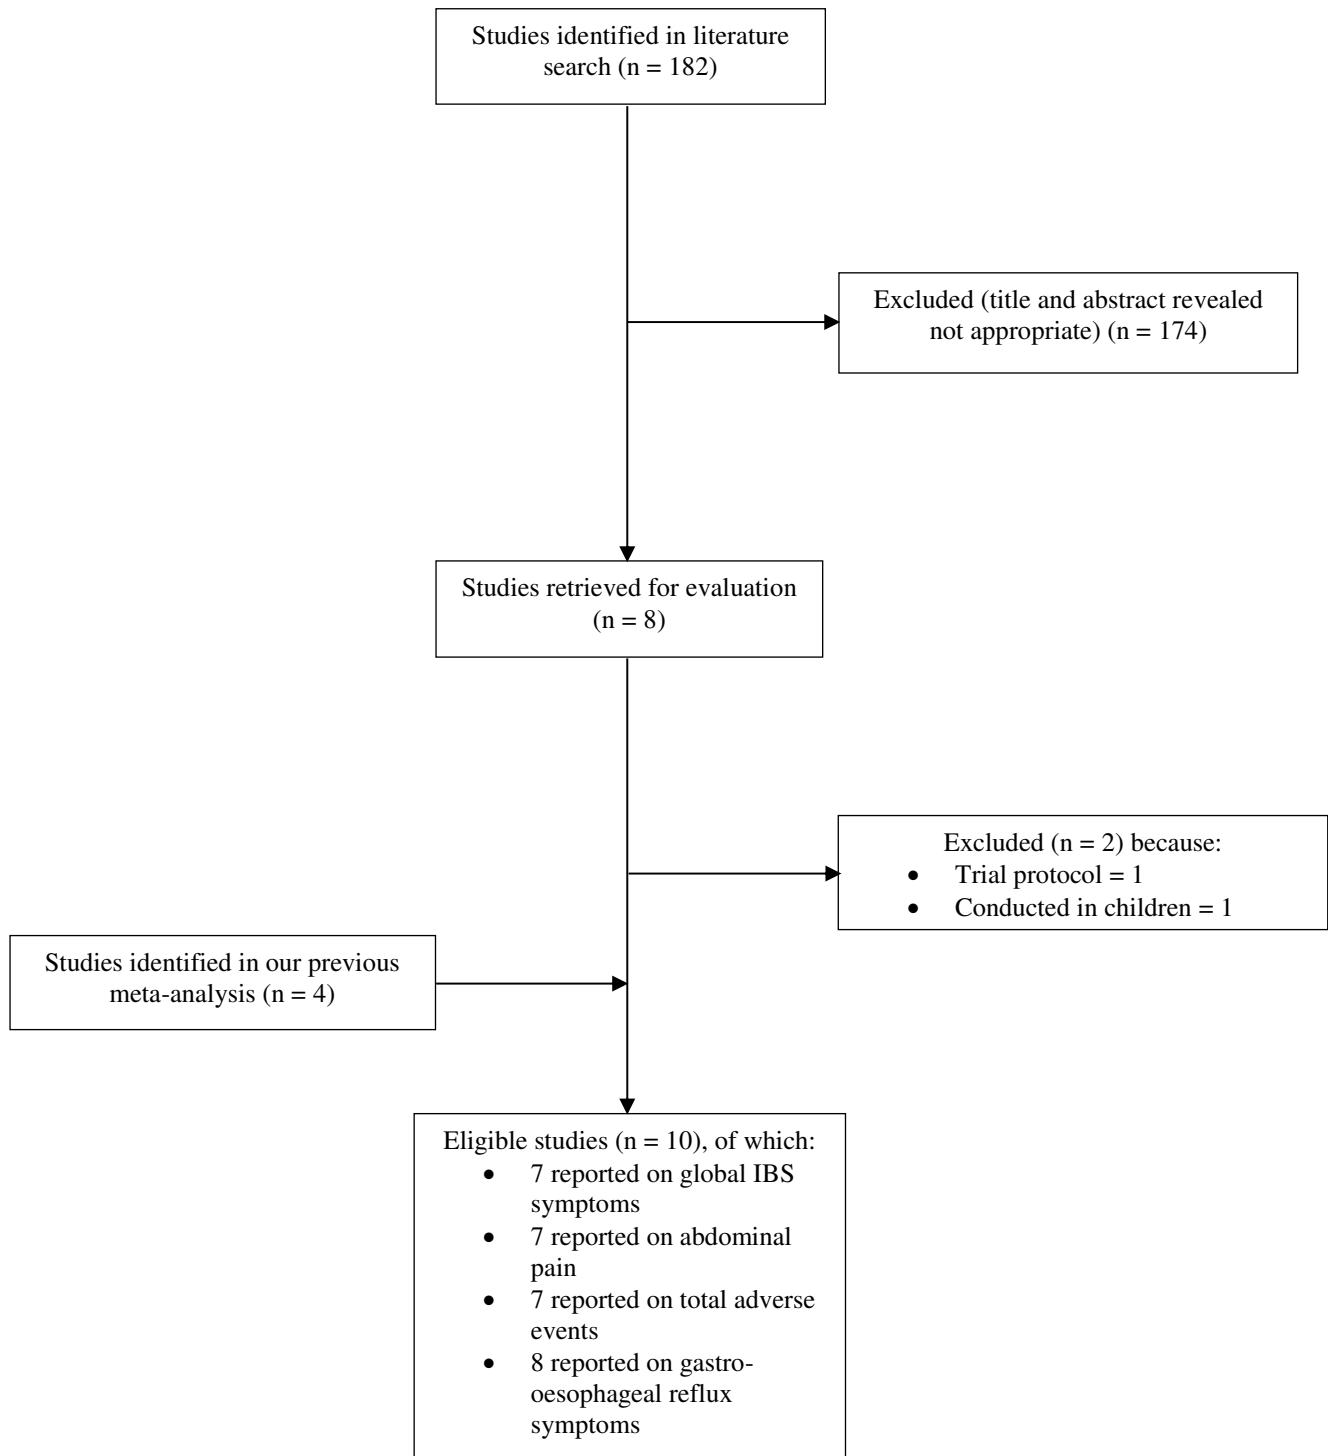 Studies identified in literature
search (n = 182)
Excluded (title and abstract revealed
not appropriate) (n = 174)
Studies retrieved for evaluation
(n = 8)
Excluded (n = 2) because:
• Trial protocol = 1
• Conducted in children = 1
Studies identified in our previous
meta-analysis (n = 4)
Eligible studies (n = 10), of which:
• 7 reported on global IBS
symptoms
• 7 reported on abdominal
pain
• 7 reported on total adverse
events
• 8 reported on gastro-
oesophageal reflux
symptoms